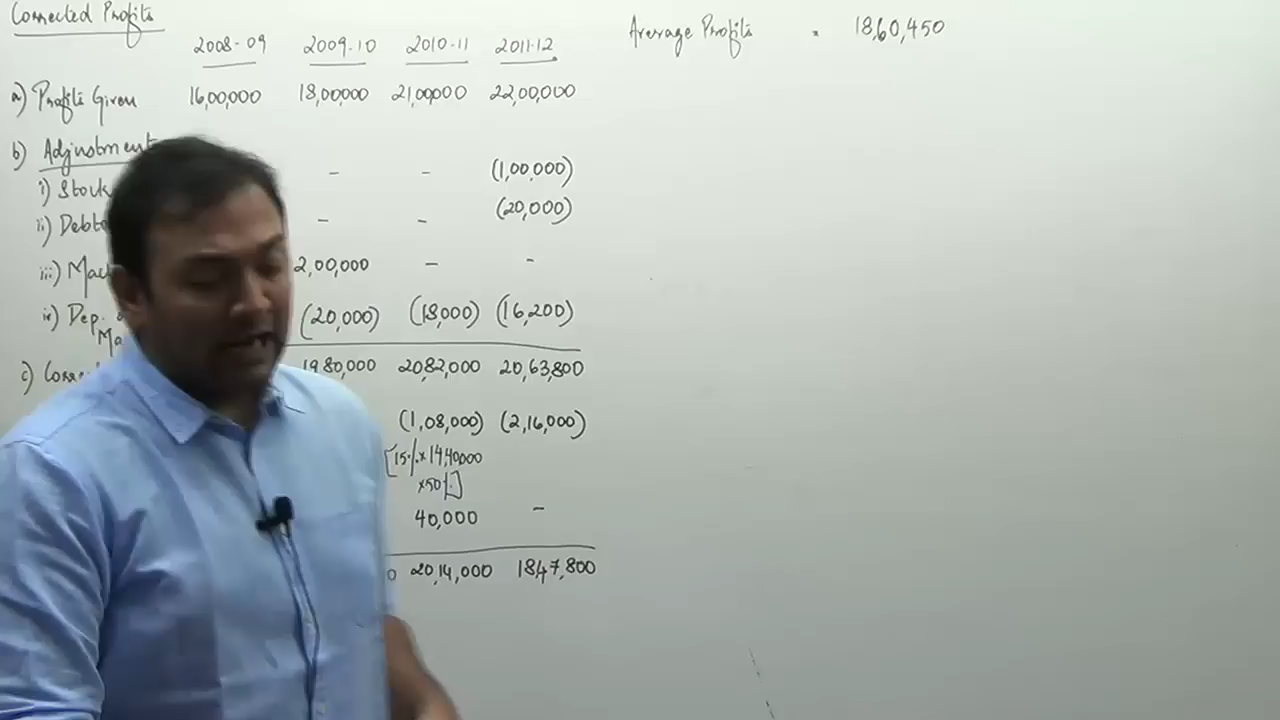 Corrected Profits
Average Profits = 18,60,450
2008-09 2009-10 2010-11 2011-12
a) Profits Given 16,00,000 18,00,000 21,00,000 22,00,000
b) Adjustment
i) Stock - - (1,00,000)
ii) - - (20,000)
iii) 2,00,000 - -
iv) Dep. (20,000) (18,000) (16,200)
c) 19,80,000 20,82,000 20,63,800
(1,08,000) (2,16,000)
[15% x 14,40,000
x50%]
40,000 -
0 20,14,000 18,47,800